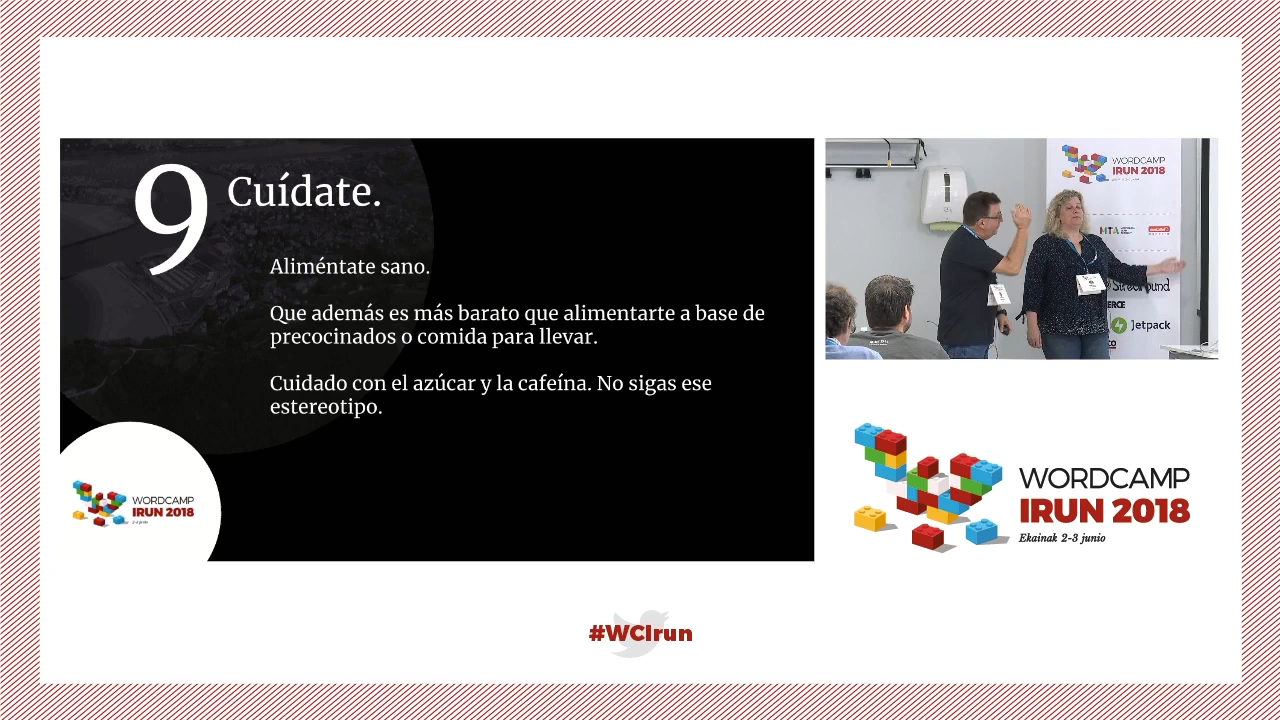 9
Cuídate.
Aliméntate sano.
Que además es más barato que alimentarte a base de
precocinados o comida para llevar.
Cuidado con el azúcar y la cafeína. No sigas ese
estereotipo.
WORDCAMP
IRUN 2018
WORDCAMP
IRUN 2018
MTA
SiteGround
Jetpack
WORDCAMP
IRUN 2018
Ekainak 2-3 junio
#WCIrun